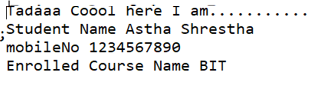 Tadaaa Coool here I am...........
Student Name Astha Shrestha
mobileNo 1234567890
Enrolled Course Name BIT